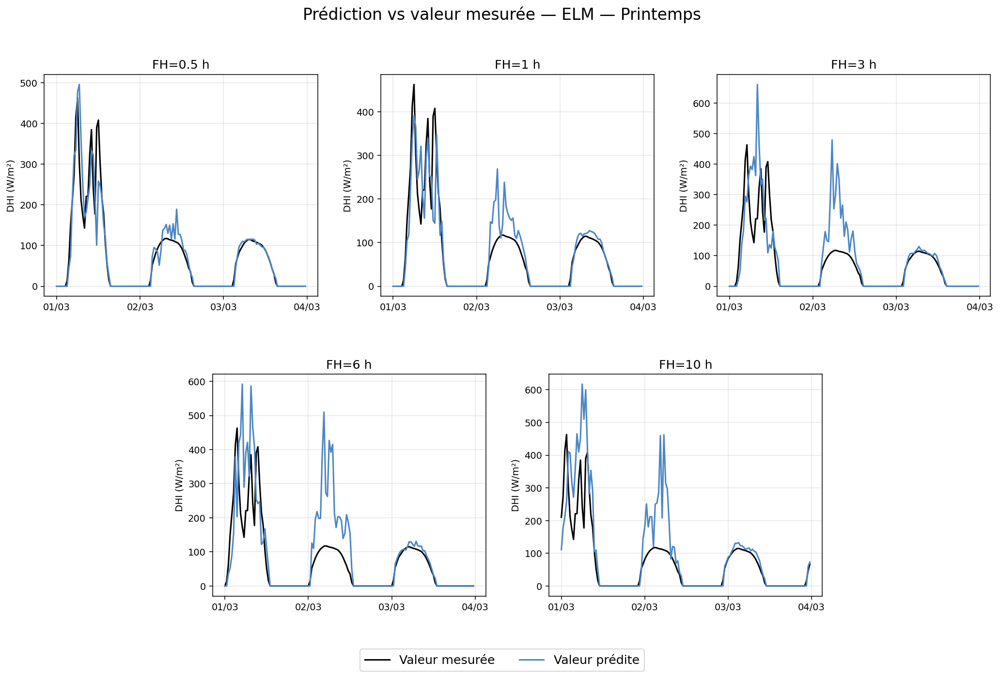 Prédiction vs valeur mesurée — ELM — Printemps
FH=0.5 h
DHI (W/m²)
500
400
300
200
100
0
01/03 02/03 03/03 04/03
FH=1 h
DHI (W/m²)
400
300
200
100
0
01/03 02/03 03/03 04/03
FH=3 h
DHI (W/m²)
600
500
400
300
200
100
0
01/03 02/03 03/03 04/03
FH=6 h
DHI (W/m²)
600
500
400
300
200
100
0
01/03 02/03 03/03 04/03
FH=10 h
DHI (W/m²)
600
500
400
300
200
100
0
01/03 02/03 03/03 04/03
Valeur mesurée Valeur prédite